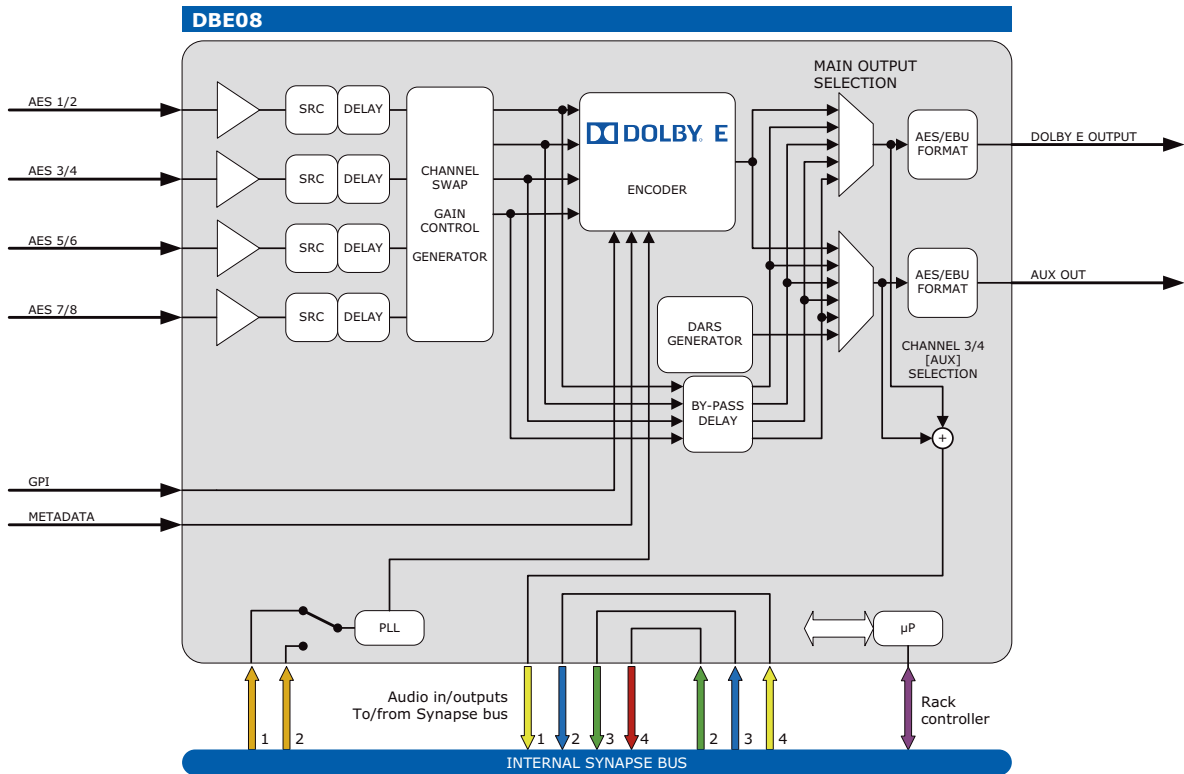 DBE08
MAIN OUTPUT
SELECTION
AES 1/2
SRC
DELAY
AES 3/4
SRC
DELAY
AES 5/6
SRC
DELAY
AES 7/8
SRC
DELAY
CHANNEL
SWAP
GAIN
CONTROL
GENERATOR
DOLBY. E
ENCODER
AES/EBU
FORMAT
DOLBY E OUTPUT
AES/EBU
FORMAT
AUX OUT
DARS
GENERATOR
CHANNEL 3/4
[AUX]
SELECTION
BY-PASS
DELAY
+
GPI
METADATA
PLL
µP
Audio in/outputs
To/from Synapse bus
Rack
controller
1
2
1
2
3
4
2
3
4
INTERNAL SYNAPSE BUS